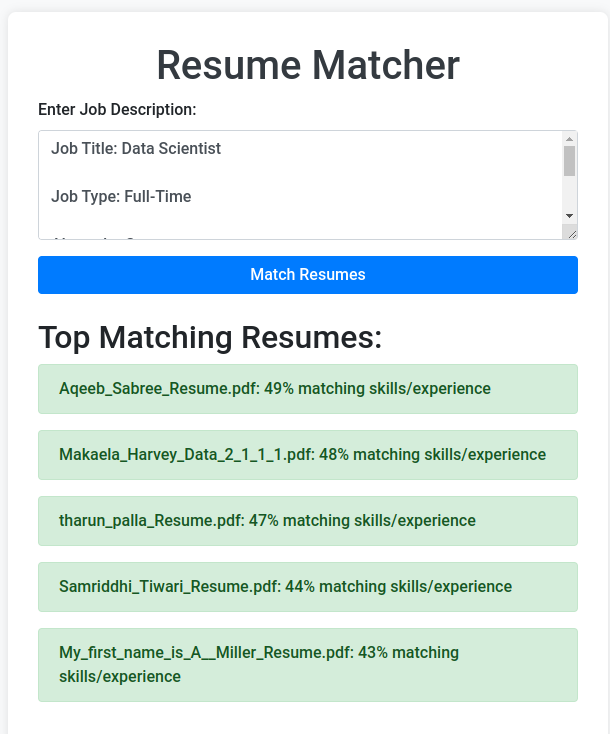 Resume Matcher
Enter Job Description:
Job Title: Data Scientist
Job Type: Full-Time
Match Resumes
Top Matching Resumes:
Aqeeb_Sabree_Resume.pdf: 49% matching skills/experience
Makaela_Harvey_Data_2_1_1_1.pdf: 48% matching skills/experience
tharun_palla_Resume.pdf: 47% matching skills/experience
Samriddhi_Tiwari_Resume.pdf: 44% matching skills/experience
My_first_name_is_A__Miller_Resume.pdf: 43% matching
skills/experience